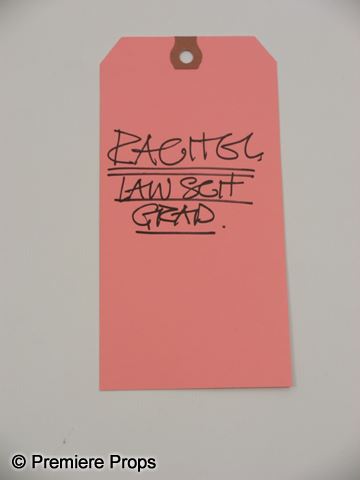 RACHEL
LAW SCH
GRAD.
© Premiere Props